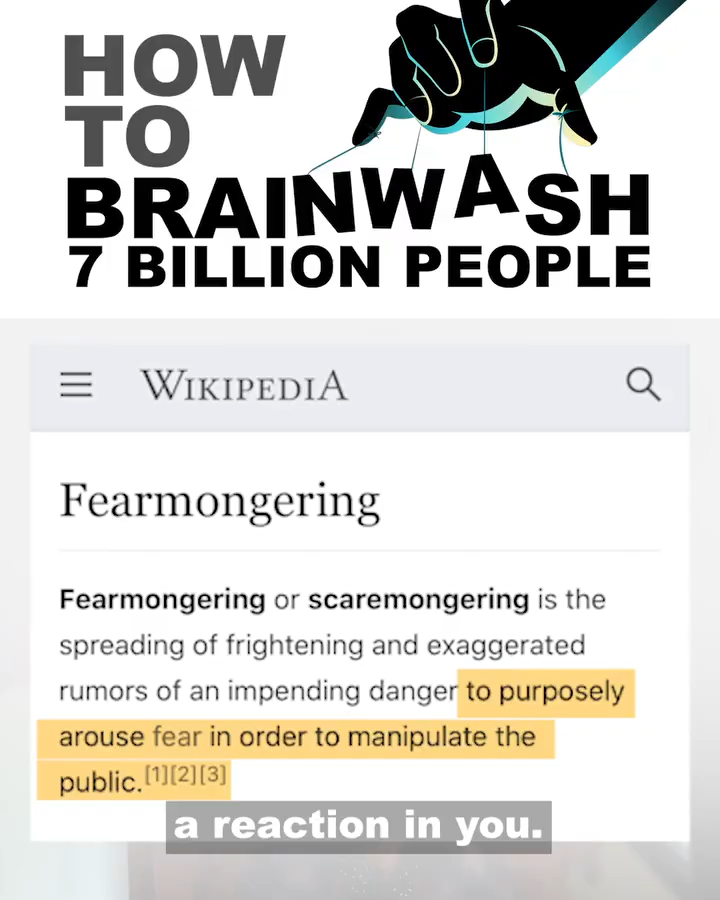 HOW
TO
BRAINWASH
7 BILLION PEOPLE
WIKIPEDIA
Fearmongering
Fearmongering or scaremongering is the
spreading of frightening and exaggerated
rumors of an impending danger to purposely
arouse fear in order to manipulate the
public.[1][2][3]
a reaction in you.